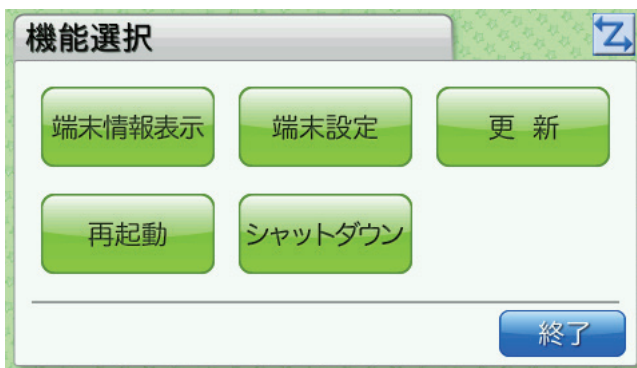 機能選択
Z
端末情報表示
端末設定
更 新
再起動
シャットダウン
終了